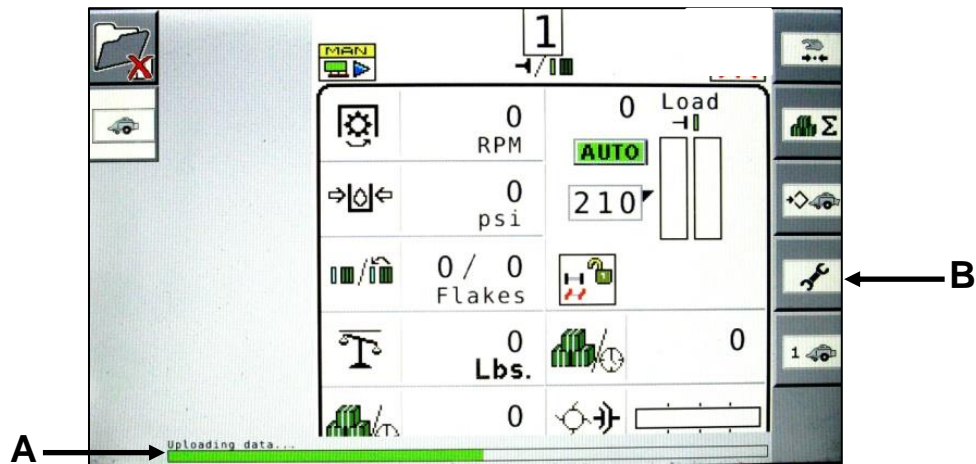 1
MAN
0
RPM
0
Load
AUTO
0
psi
210
0 / 0
Flakes
0
Lbs.
Σ
0
1
0
B
A
Uploading data...